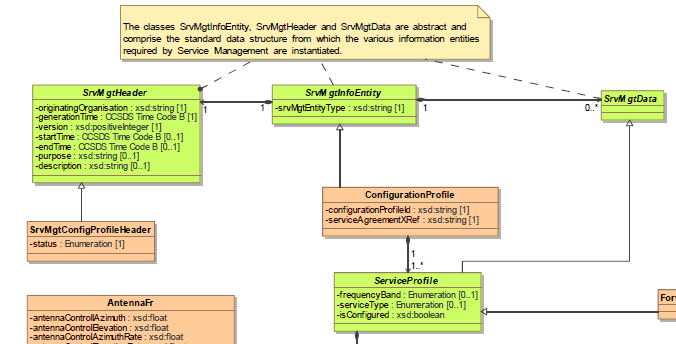 The classes SrvMgtInfoEntity, SrvMgtHeader and SrvMgtData are abstract and
comprise the standard data structure from which the various information entities
required by Service Management are instantiated.
SrvMgtHeader
-originatingOrganisation : xsd:string [1]
-generationTime : CCSDS Time Code B [1]
-version : xsd:positiveInteger [1]
-startTime : CCSDS Time Code B [0..1]
-endTime : CCSDS Time Code B [0..1]
-purpose : xsd:string [0..1]
-description : xsd:string [0..1]
1
1
SrvMgtInfoEntity
-srvMgtEntityType : xsd:string [1]
1
0..*
SrvMgtData
ConfigurationProfile
-configurationProfileId : xsd:string [1]
-serviceAgreementXRef : xsd:string [1]
SrvMgtConfigProfileHeader
-status : Enumeration [1]
1
1..*
ServiceProfile
-frequencyBand : Enumeration [0..1]
-serviceType : Enumeration [0..1]
-isConfigured : xsd:boolean
AntennaFr
-antennaControlAzimuth : xsd:float
-antennaControlElevation : xsd:float
-antennaControlAzimuthRate : xsd:float